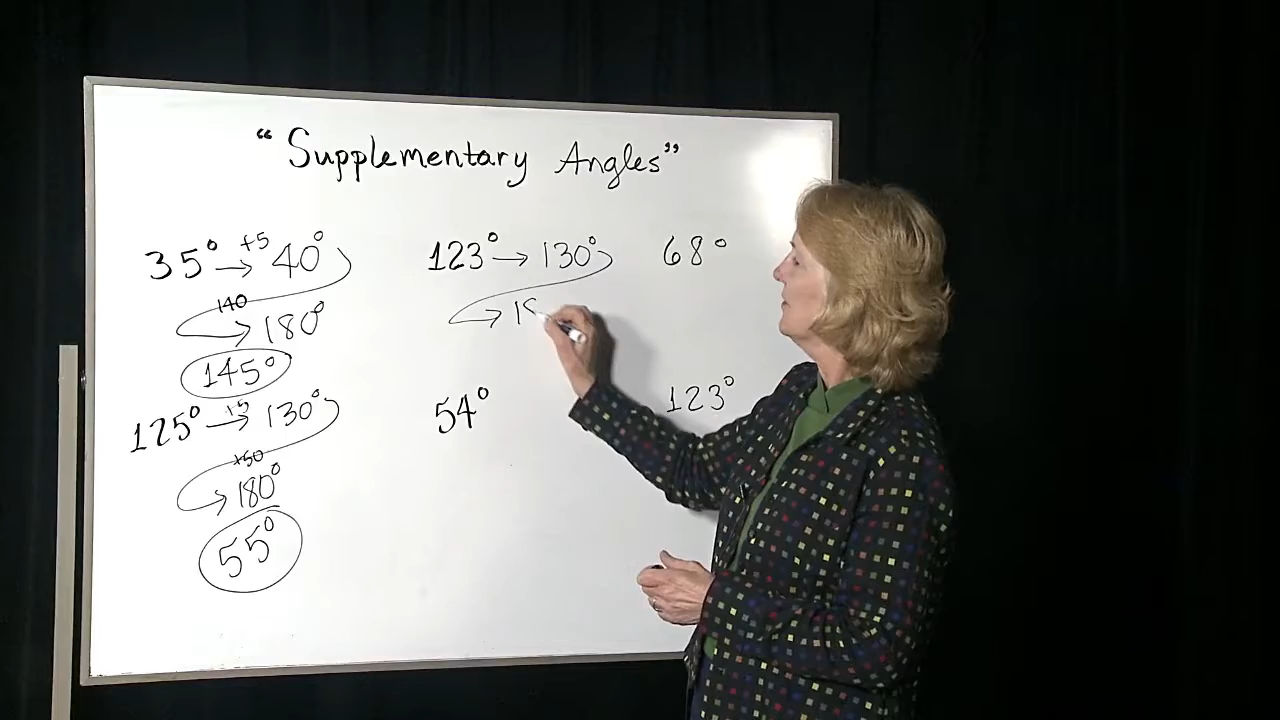 “Supplementary Angles”
35° +5 → 40°
140
→ 180°
145°
125° +5 → 130°
+50
→ 180°
55°
123° → 130°
→ 18
54°
68°
123°